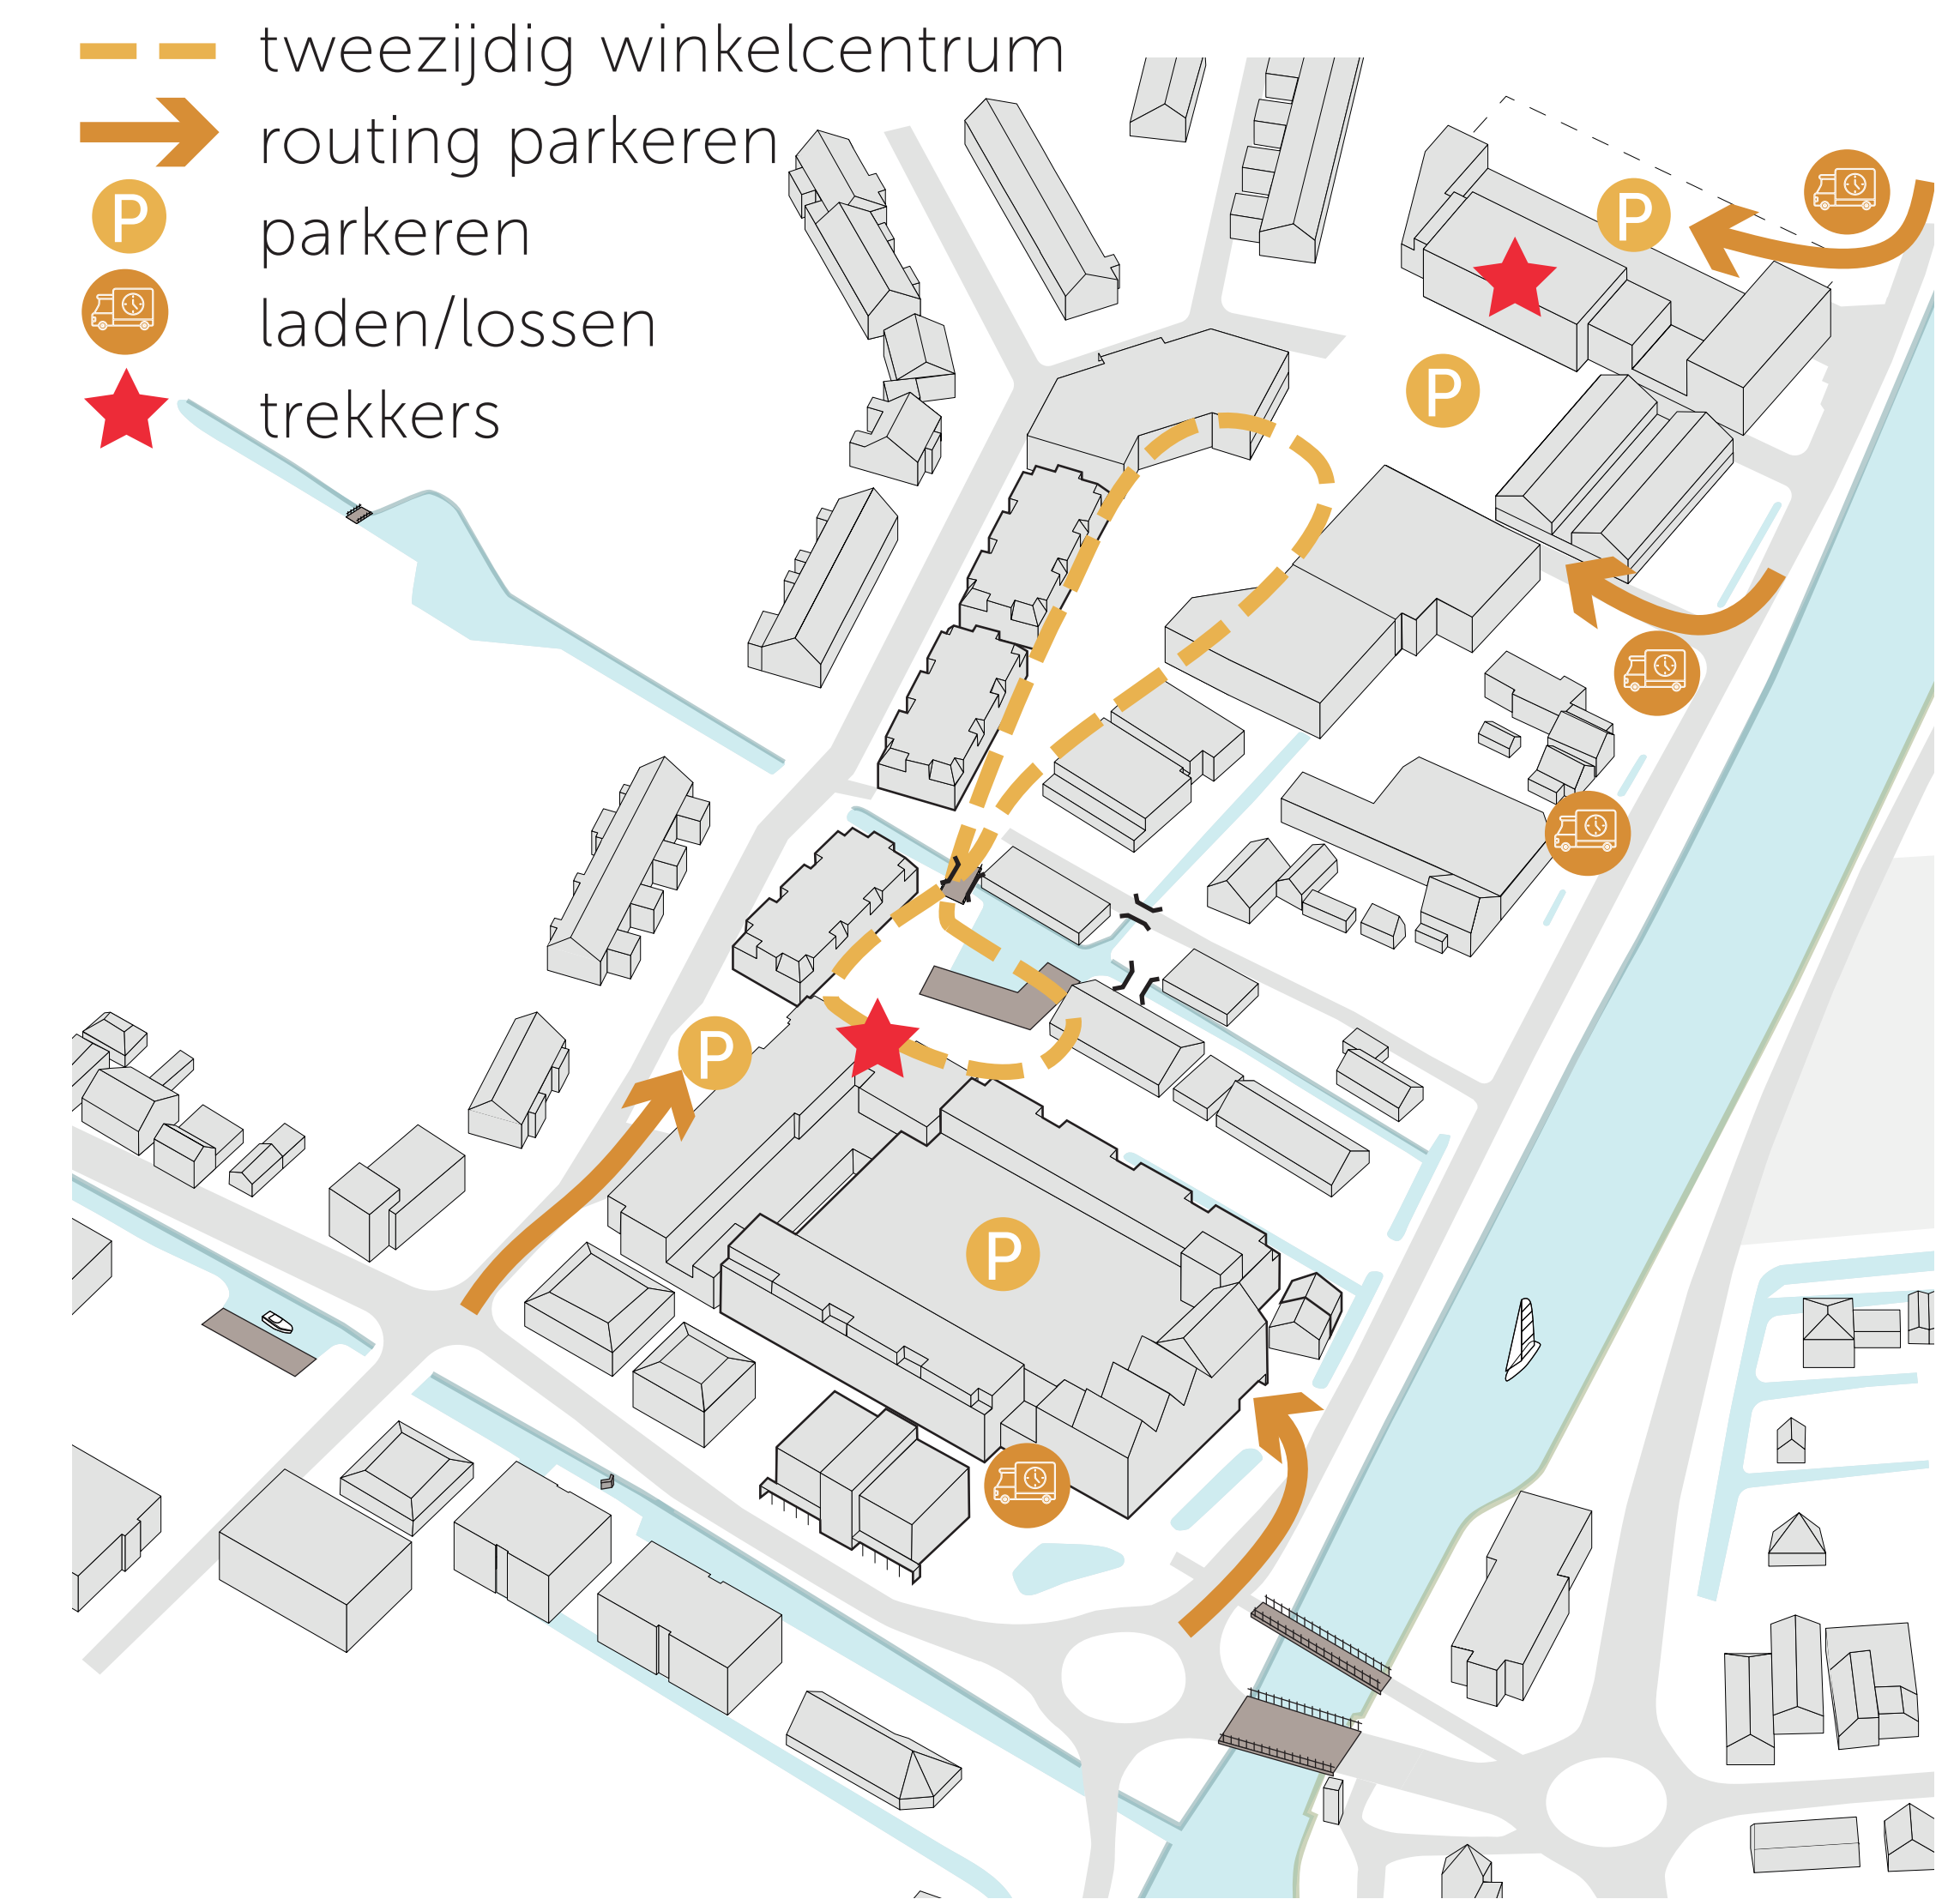 tweezijdig winkelcentrum
routing parkeren
P parkeren
laden/lossen
trekkers
P
P
P
P